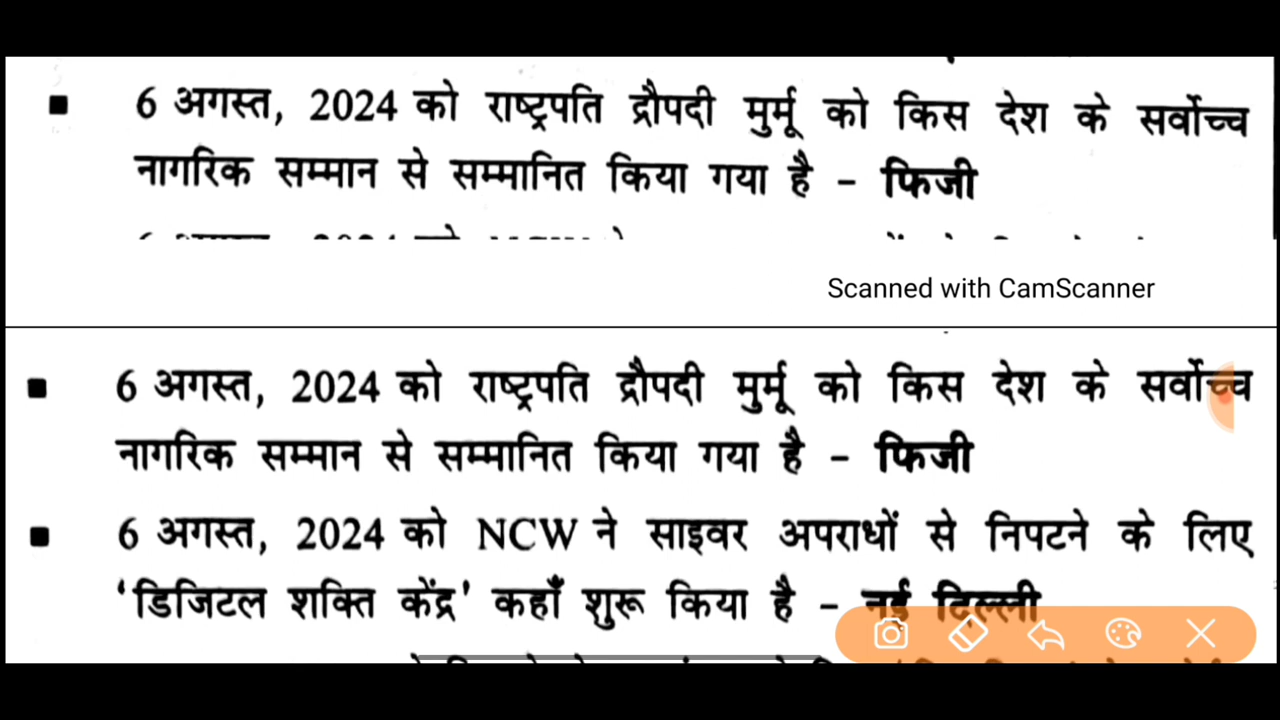 ▪ 6 अगस्त, 2024 को राष्ट्रपति द्रौपदी मुर्मू को किस देश के सर्वोच्च
नागरिक सम्मान से सम्मानित किया गया है – फिजी
Scanned with CamScanner
▪ 6 अगस्त, 2024 को राष्ट्रपति द्रौपदी मुर्मू को किस देश के सर्वोच्च
नागरिक सम्मान से सम्मानित किया गया है – फिजी
▪ 6 अगस्त, 2024 को NCW ने साइवर अपराधों से निपटने के लिए
‘डिजिटल शक्ति केंद्र’ कहाँ शुरू किया है – नई दिल्ली